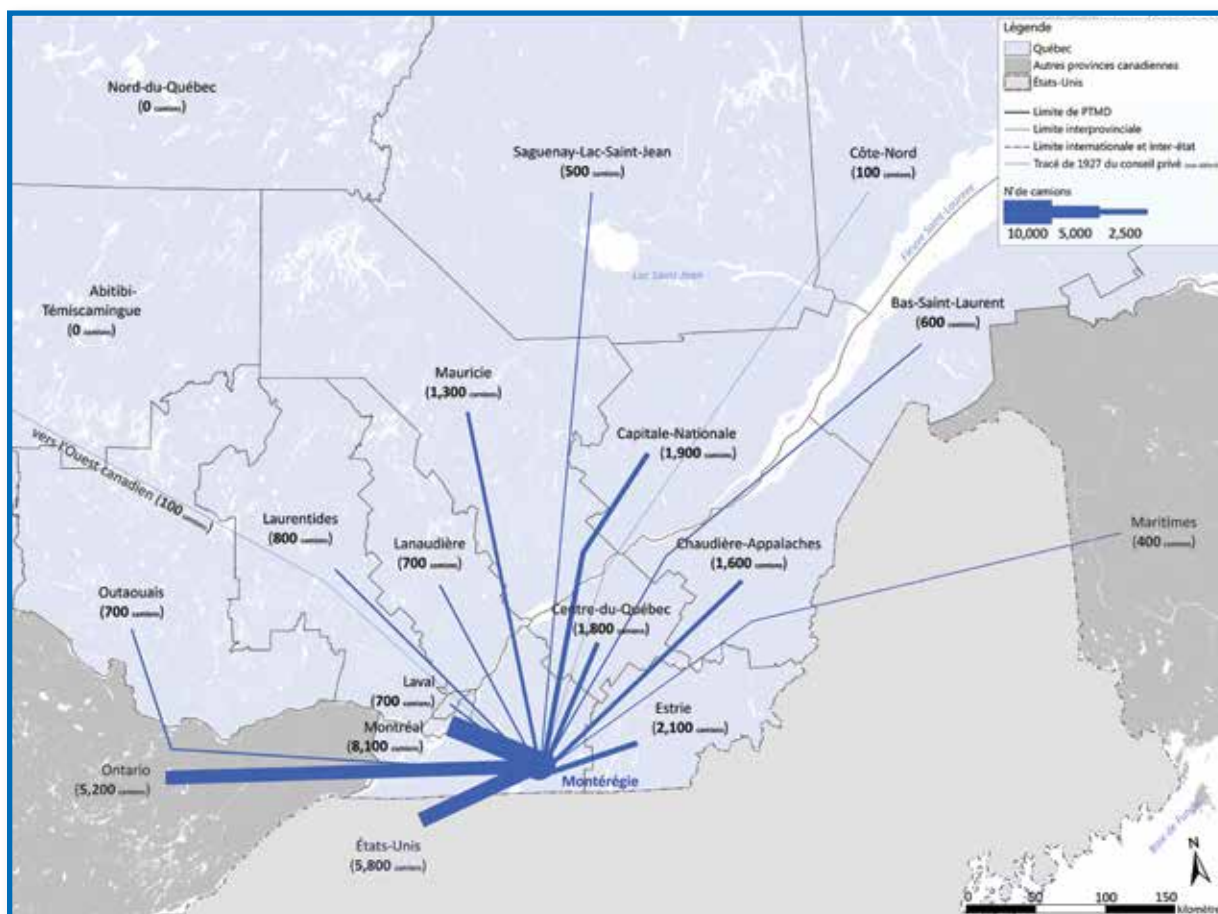 Légende
Québec
Autres provinces canadiennes
États-Unis
Limite de PTMD
Limite interprovinciale
Limite internationale et Inter-état
Tracé de 1927 du conseil privé
N'de camions
10,000 5,000 2,500
Nord-du-Québec
(0 camions)
Saguenay-Lac-Saint-Jean
(500 camions)
Côte-Nord
(100 camions)
Fleuve Saint-Laurent
Lac Saint-Jean
Abitibi-
Témiscamingue
(0 camions)
Bas-Saint-Laurent
(600 camions)
Mauricie
(1,300 camions)
Capitale-Nationale
(1,900 camions)
vers l'Ouest canadien (100 camions)
Laurentides
(800 camions)
Lanaudière
(700 camions)
Chaudière-Appalaches
(1,600 camions)
Maritimes
(400 camions)
Outaouais
(700 camions)
Centre-du-Québec
(1,800 camions)
Laval
(700 camions)
Montréal
(8,100 camions)
Estrie
(2,100 camions)
Ontario
(5,200 camions)
Montérégie
États-Unis
(5,800 camions)
Baie de
N
0 50 100 150
kilomètre